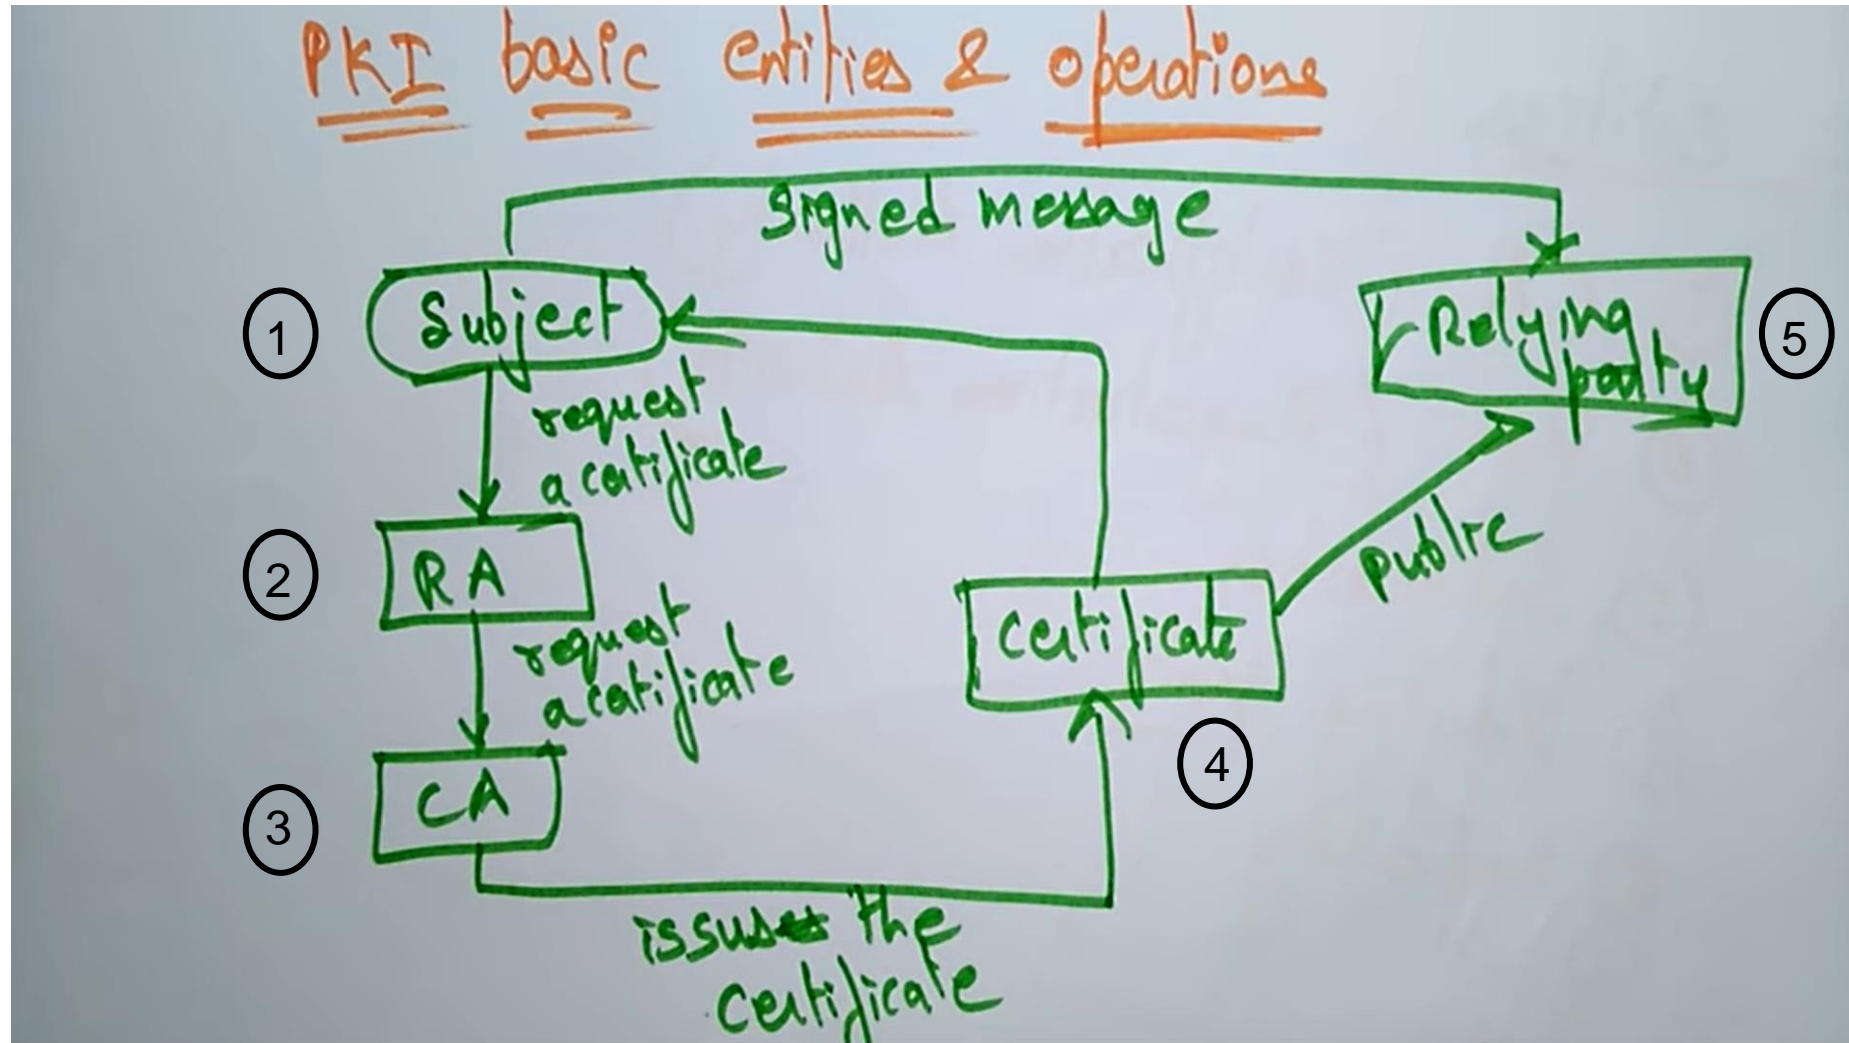 PKI basic entities & operations
Signed message
1
Subject
Relying
party
5
request
a certificate
2
RA
public
request
a certificate
Certificate
4
3
CA
issues the
Certificate